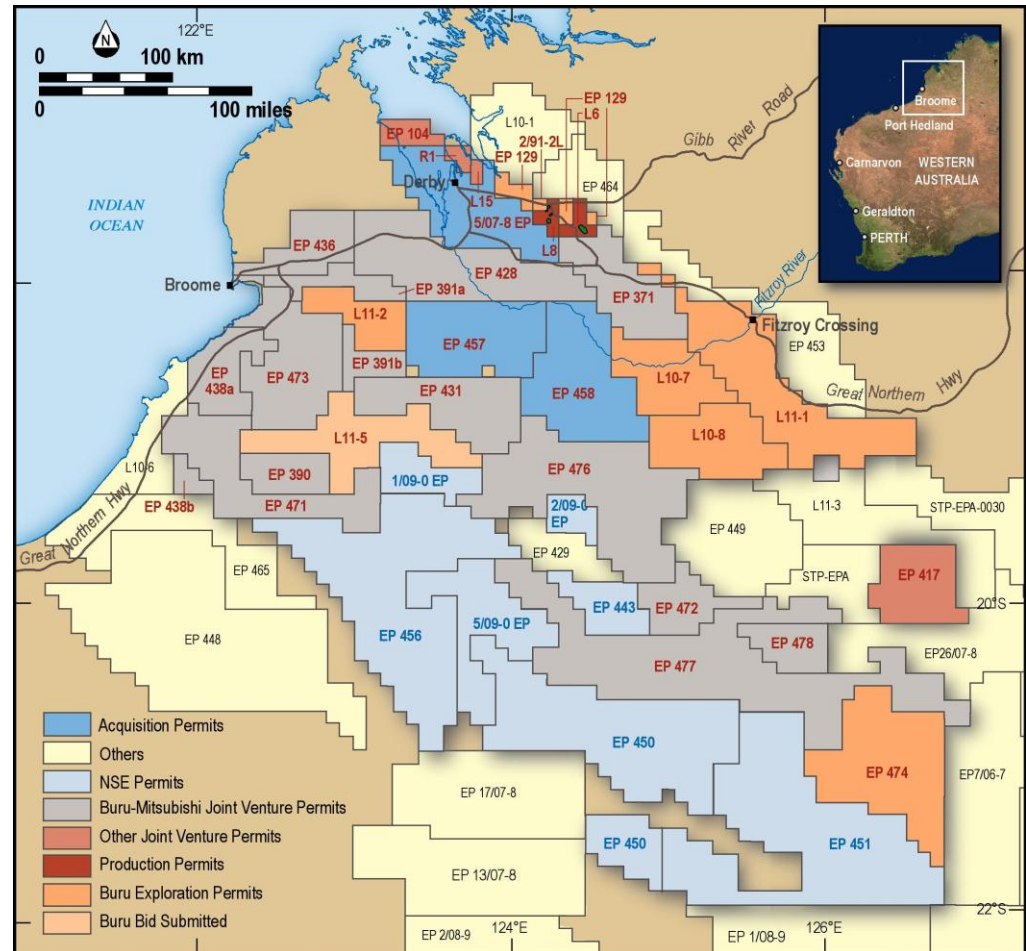 122°E
N
0 100 km
0 100 miles
INDIAN
OCEAN
EP 104
R1
Derby
L15
5/07-8 EP
L10-1
2/91-2L
EP 129
EP 129
L6
EP 464
L8
Gibb River Road
Broome
Port Hedland
Carnarvon
WESTERN
AUSTRALIA
Geraldton
PERTH
EP 436
EP 428
Broome
EP 391a
EP 371
Fitzroy River
L11-2
Fitzroy Crossing
EP 457
EP 453
EP 391b
EP
438a
EP 473
EP 431
EP 458
L10-7
Great Northern Hwy
L11-1
L11-5
L10-8
L10-6
EP 390
1/09-0 EP
EP 476
EP 438b
EP 471
2/09-0
EP
L11-3
STP-EPA-0030
Great Northern Hwy
EP 429
EP 449
EP 465
STP-EPA
EP 417
EP 443
EP 472
20°S
EP 448
EP 456
5/09-0 EP
EP 477
EP 478
EP26/07-8
Acquisition Permits
Others
NSE Permits
Buru-Mitsubishi Joint Venture Permits
Other Joint Venture Permits
Production Permits
Buru Exploration Permits
Buru Bid Submitted
EP 450
EP 474
EP7/06-7
EP 17/07-8
EP 450
EP 451
EP 13/07-8
22°S
EP 2/08-9
124°E
EP 1/08-9
126°E